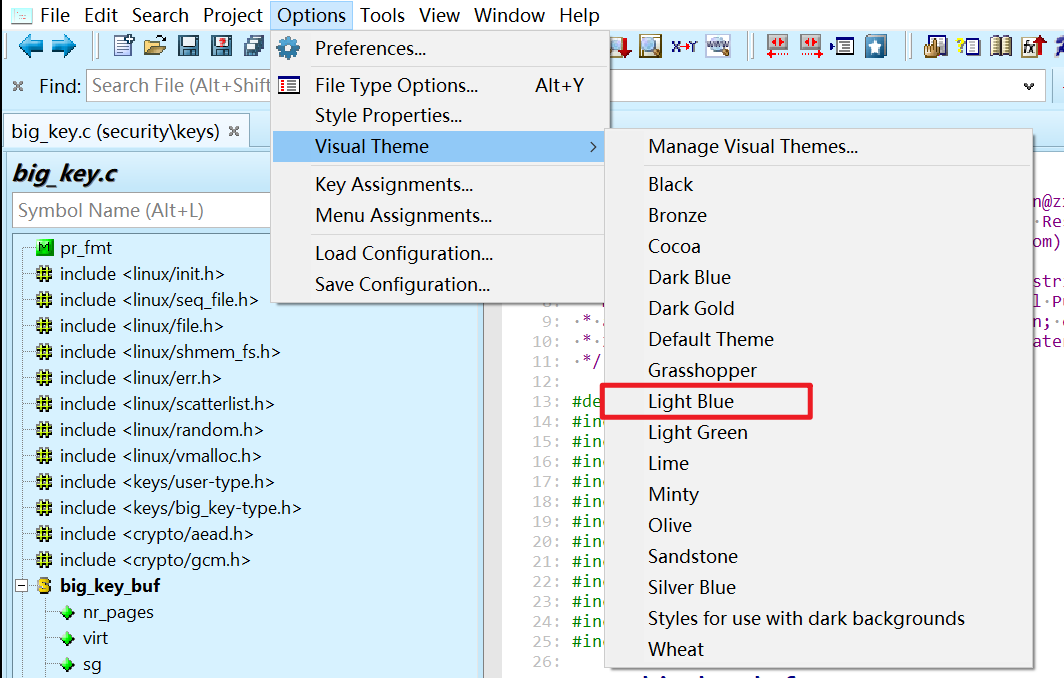 File Edit Search Project Options Tools View Window Help
Find: Search File (Alt+Shift
big_key.c (security\keys)
big_key.c
Symbol Name (Alt+L)
pr_fmt
include <linux/init.h>
include <linux/seq_file.h>
include <linux/file.h>
include <linux/shmem_fs.h>
include <linux/err.h>
include <linux/scatterlist.h>
include <linux/random.h>
include <linux/vmalloc.h>
include <keys/user-type.h>
include <keys/big_key-type.h>
include <crypto/aead.h>
include <crypto/gcm.h>
big_key_buf
nr_pages
virt
sg
Preferences...
File Type Options... Alt+Y
Style Properties...
Visual Theme
Key Assignments...
Menu Assignments...
Load Configuration...
Save Configuration...
Manage Visual Themes...
Black
Bronze
Cocoa
Dark Blue
Dark Gold
Default Theme
Grasshopper
Light Blue
Light Green
Lime
Minty
Olive
Sandstone
Silver Blue
Styles for use with dark backgrounds
Wheat
9: *
10: *
11: */
12:
13: #de
14: #in
15: #in
16: #in
17: #in
18: #in
19: #in
20: #in
21: #in
22: #in
23: #in
24: #in
25: #in
26: